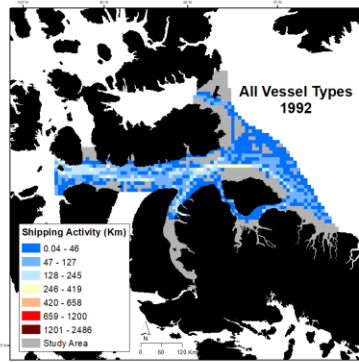 All Vessel Types
1992
Shipping Activity (Km)
0.04 - 46
47 - 127
128 - 245
246 - 419
420 - 658
659 - 1200
1201 - 2486
Study Area
N
0 30 60 120 Km